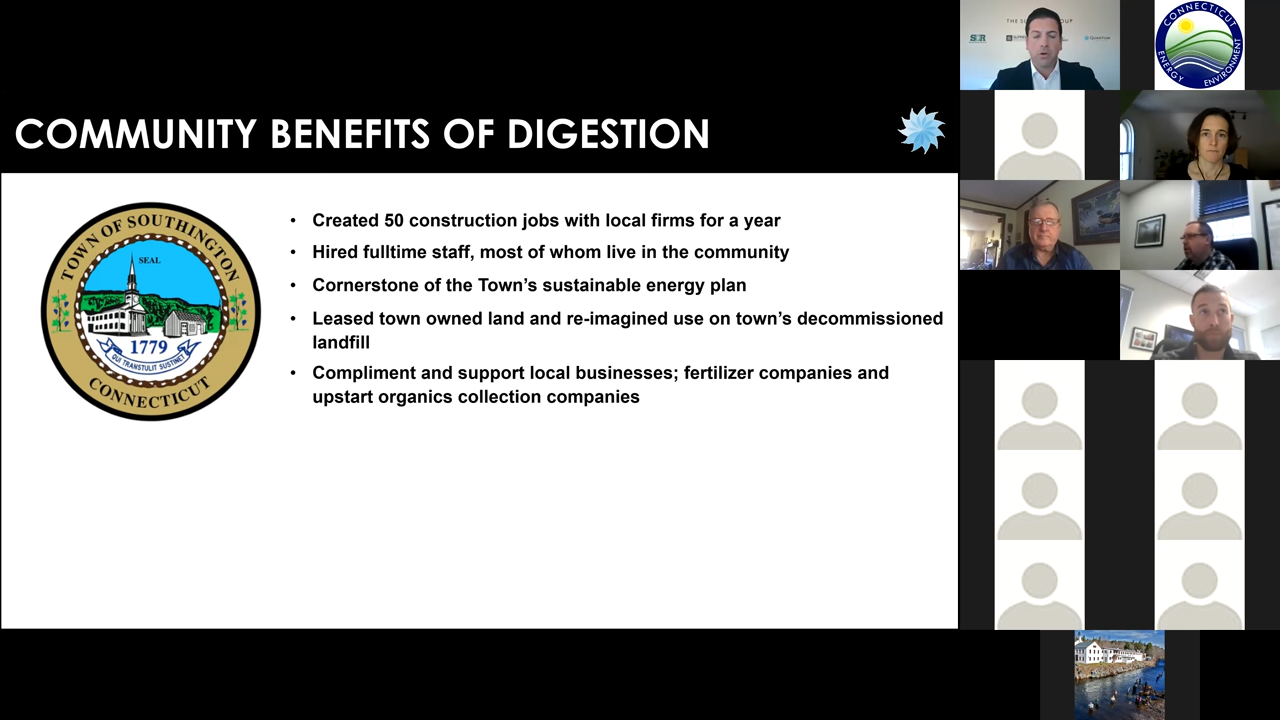 COMMUNITY BENEFITS OF DIGESTION
TOWN OF SOUTHINGTON
SEAL
1779
QUI TRANSTULIT SUSTINET
CONNECTICUT
• Created 50 construction jobs with local firms for a year
• Hired fulltime staff, most of whom live in the community
• Cornerstone of the Town’s sustainable energy plan
• Leased town owned land and re-imagined use on town’s decommissioned
landfill
• Compliment and support local businesses; fertilizer companies and
upstart organics collection companies
CONNECTICUT
ENERGY ENVIRONMENT